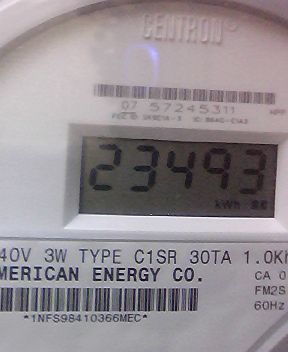 CENTRON®
07 57245311
23493
kWh
40V 3W TYPE C1SR 30TA 1.0Kh
MERICAN ENERGY CO.
CA 0
FM2S
60Hz
*1NFS98410366MEC*